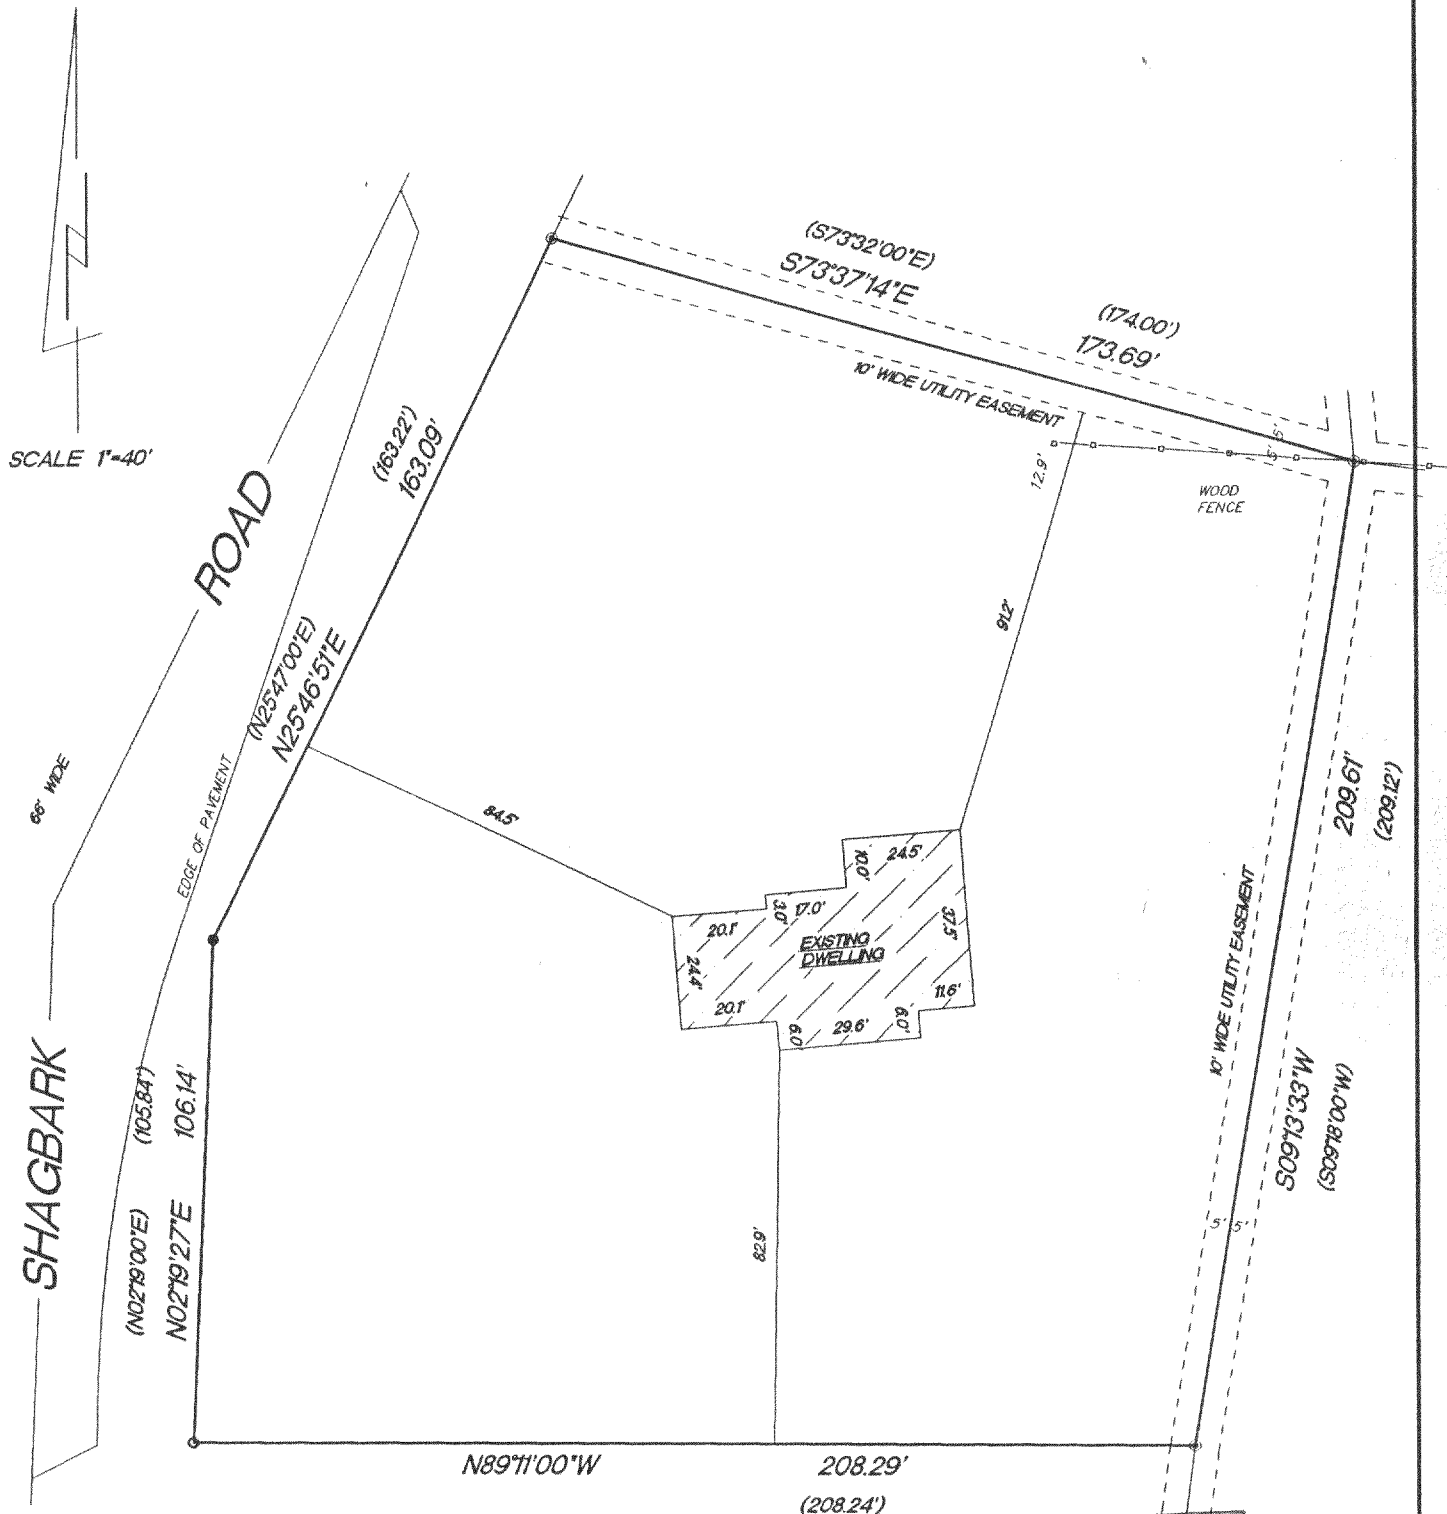 (S73°32'00"E)
S73°37'14"E
(174.00')
173.69'
10' WIDE UTILITY EASEMENT
SCALE 1"=40'
5'
5'
12.9'
WOOD
FENCE
(163.22')
163.09'
ROAD
91.2'
(N25°47'00"E)
N25°46'51"E
66' WIDE
EDGE OF PAVEMENT
84.5'
209.61'
(209.12')
10.0'
24.5'
3.0'
17.0'
20.1'
37.5'
EXISTING
DWELLING
24.4'
20.1'
11.6'
6.0'
29.6'
6.0'
10' WIDE UTILITY EASEMENT
SHAGBARK
(105.84')
106.14'
S09°13'33"W
(S09°18'00"W)
(N02°19'00"E)
N02°19'27"E
82.9'
5'
5'
N89°11'00"W
208.29'
(208.24')